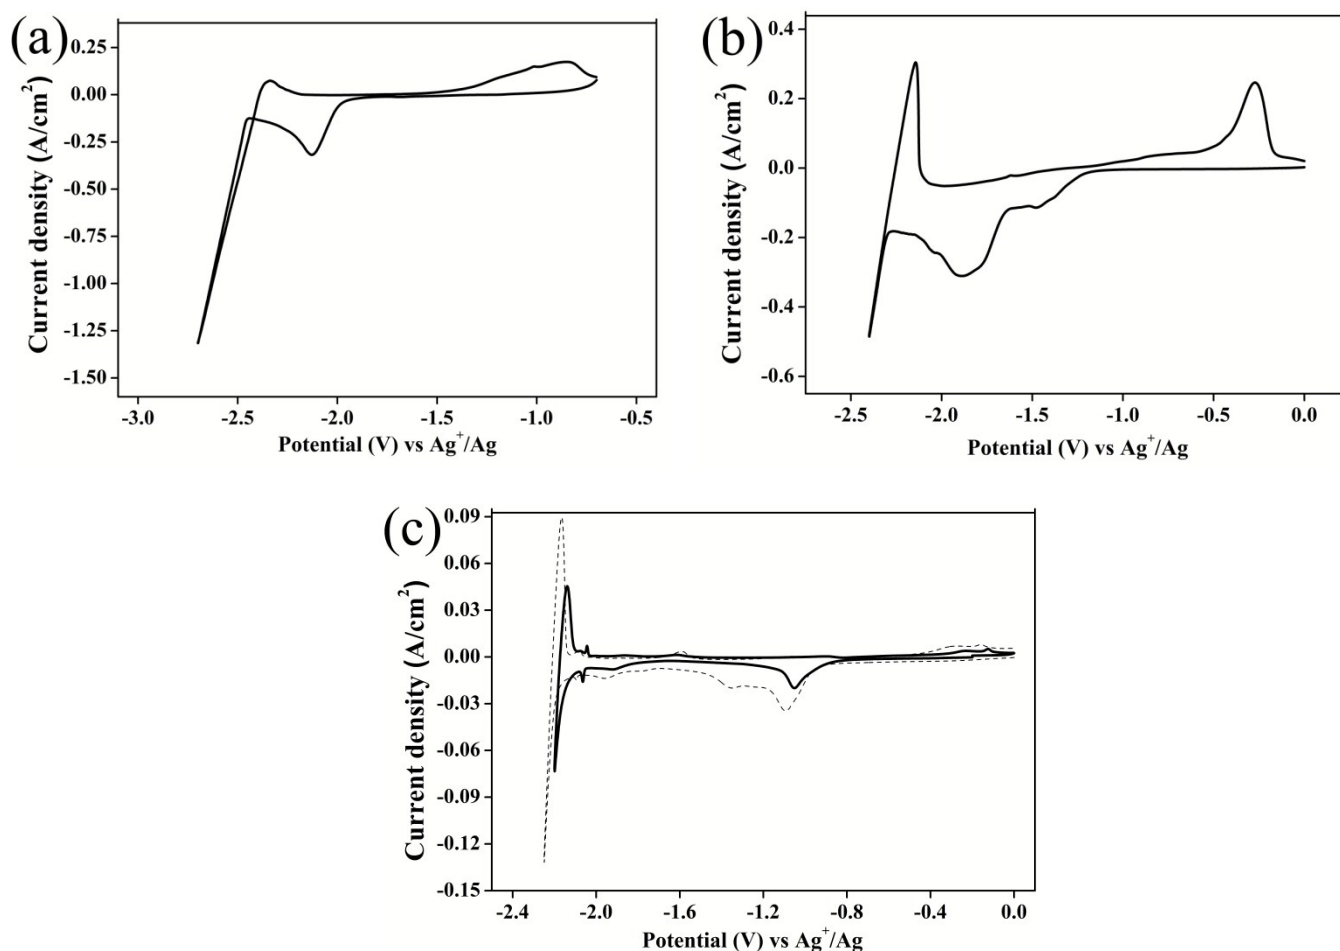 (a)
Current density (A/cm²)
0.25
0.00
-0.25
-0.50
-0.75
-1.00
-1.25
-1.50
-3.0 -2.5 -2.0 -1.5 -1.0 -0.5
Potential (V) vs Ag⁺/Ag
(b)
Current density (A/cm²)
0.4
0.2
0.0
-0.2
-0.4
-0.6
-2.5 -2.0 -1.5 -1.0 -0.5 0.0
Potential (V) vs Ag⁺/Ag
(c)
Current density (A/cm²)
0.09
0.06
0.03
0.00
-0.03
-0.06
-0.09
-0.12
-0.15
-2.4 -2.0 -1.6 -1.2 -0.8 -0.4 0.0
Potential (V) vs Ag⁺/Ag